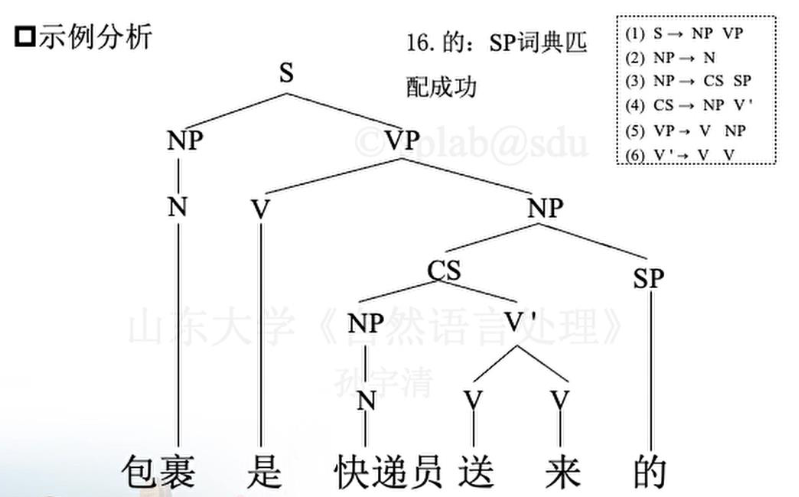 示例分析
16. 的：SP词典匹
配成功
(1) S→ NP VP
(2) NP→ N
(3) NP→ CS SP
(4) CS→ NP V'
(5) VP→ V NP
(6) V'→ V V
S
NP VP
N V NP
CS SP
NP V'
N V V
包裹 是 快递员 送 来 的
山东大学《自然语言处理》
孙宇清